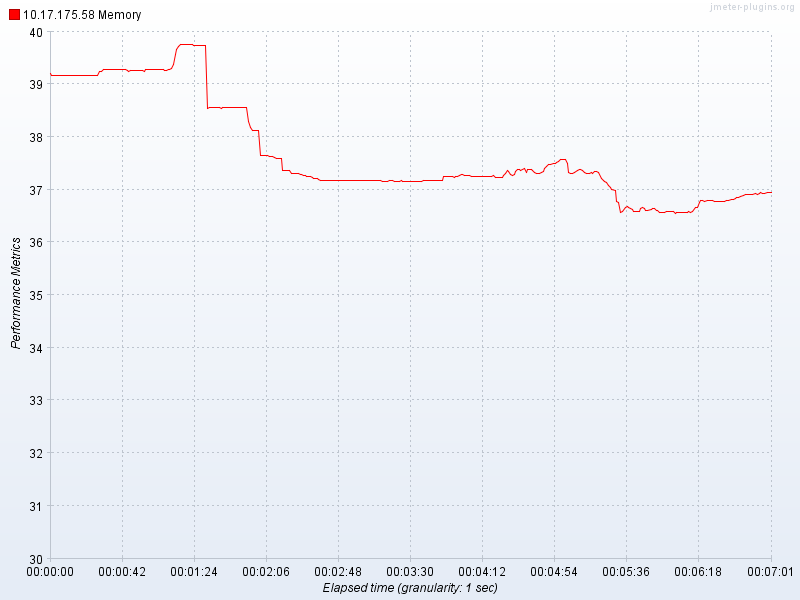 jmeter-plugins.org
10.17.175.58 Memory
40
39
38
37
36
35
34
33
32
31
30
Performance Metrics
00:00:00 00:00:42 00:01:24 00:02:06 00:02:48 00:03:30 00:04:12 00:04:54 00:05:36 00:06:18 00:07:01
Elapsed time (granularity: 1 sec)